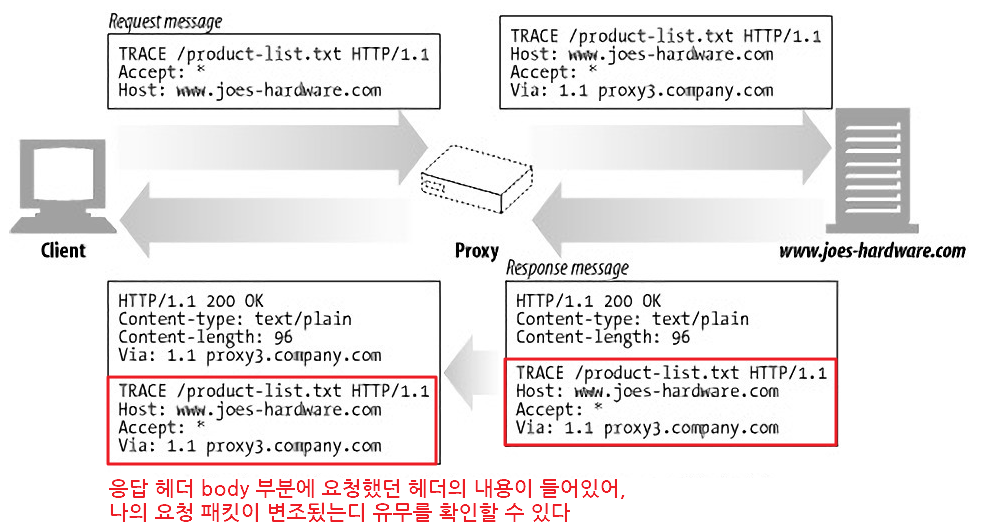 Request message
TRACE /product-list.txt HTTP/1.1
Accept: *
Host: www.joes-hardware.com
TRACE /product-list.txt HTTP/1.1
Host: www.joes-hardware.com
Accept: *
Via: 1.1 proxy3.company.com
Client
Proxy
www.joes-hardware.com
Response message
HTTP/1.1 200 OK
Content-type: text/plain
Content-length: 96
Via: 1.1 proxy3.company.com
TRACE /product-list.txt HTTP/1.1
Host: www.joes-hardware.com
Accept: *
Via: 1.1 proxy3.company.com
HTTP/1.1 200 OK
Content-type: text/plain
Content-length: 96
TRACE /product-list.txt HTTP/1.1
Host: www.joes-hardware.com
Accept: *
Via: 1.1 proxy3.company.com
응답 헤더 body 부분에 요청했던 헤더의 내용이 들어있어,
나의 요청 패킷이 변조됐는디 유무를 확인할 수 있다